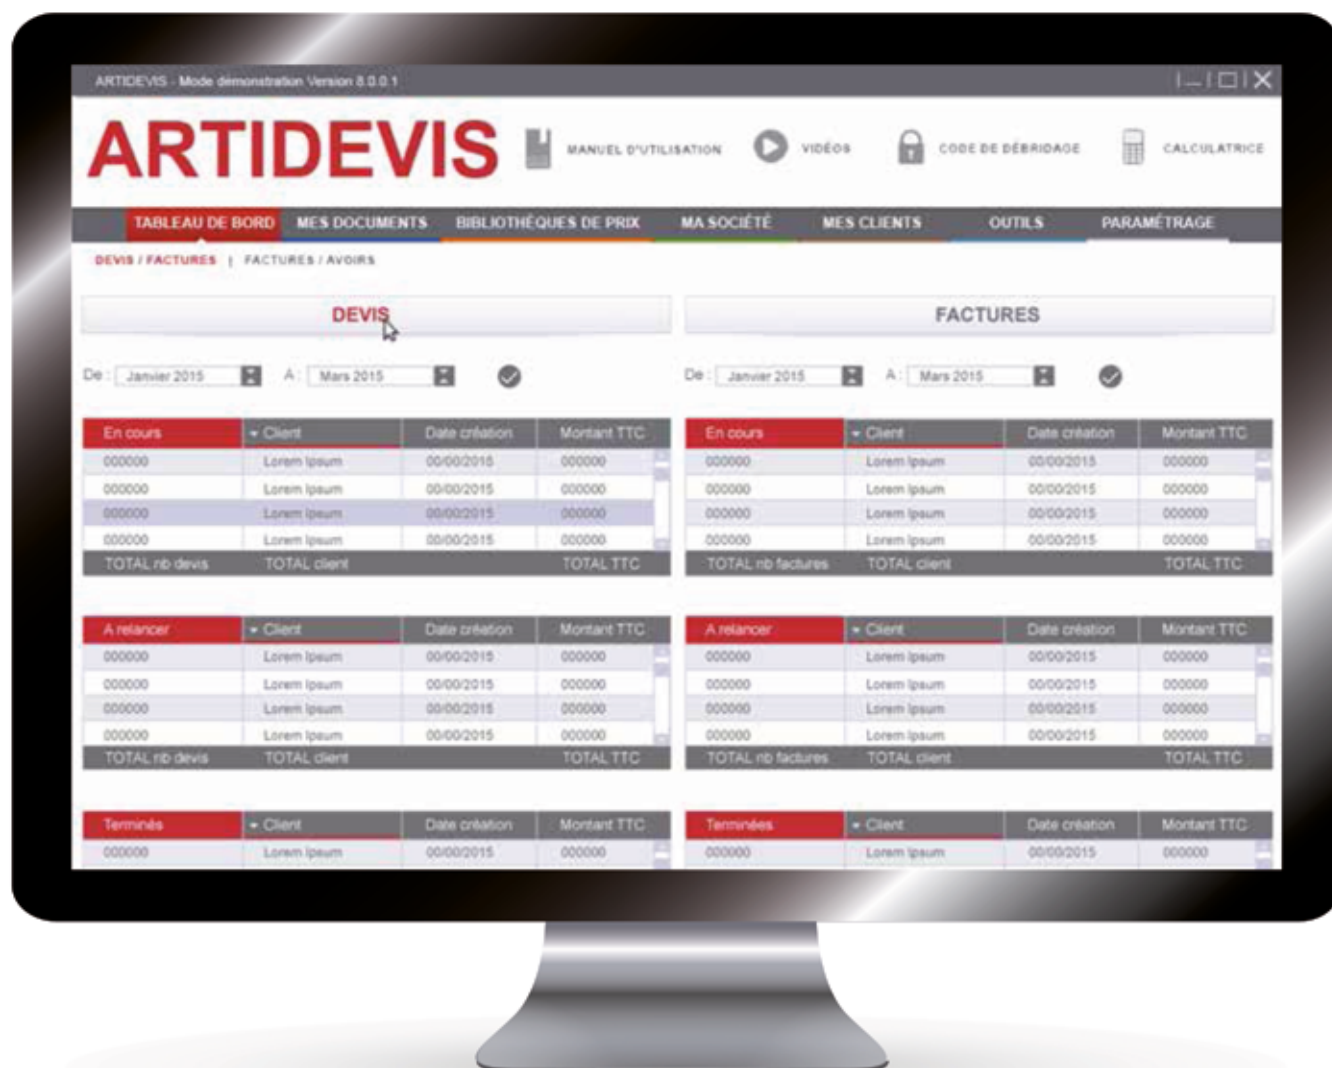 ARTIDEVIS - Mode démonstration Version 8.0.0.1
ARTIDEVIS MANUEL D'UTILISATION VIDÉOS CODE DE DÉBRIDAGE CALCULATRICE
TABLEAU DE BORD MES DOCUMENTS BIBLIOTHÈQUES DE PRIX MA SOCIÉTÉ MES CLIENTS OUTILS PARAMÉTRAGE
DEVIS / FACTURES | FACTURES / AVOIRS
DEVIS
De : Janvier 2015 A : Mars 2015
En cours Client Date création Montant TTC
000000 Lorem Ipsum 00/00/2015 000000
000000 Lorem Ipsum 00/00/2015 000000
000000 Lorem Ipsum 00/00/2015 000000
000000 Lorem Ipsum 00/00/2015 000000
TOTAL nb devis TOTAL client TOTAL TTC
A relancer Client Date création Montant TTC
000000 Lorem Ipsum 00/00/2015 000000
000000 Lorem Ipsum 00/00/2015 000000
000000 Lorem Ipsum 00/00/2015 000000
000000 Lorem Ipsum 00/00/2015 000000
TOTAL nb devis TOTAL client TOTAL TTC
Terminés Client Date création Montant TTC
000000 Lorem Ipsum 00/00/2015 000000
FACTURES
De : Janvier 2015 A : Mars 2015
En cours Client Date création Montant TTC
000000 Lorem Ipsum 00/00/2015 000000
000000 Lorem Ipsum 00/00/2015 000000
000000 Lorem Ipsum 00/00/2015 000000
000000 Lorem Ipsum 00/00/2015 000000
TOTAL nb factures TOTAL client TOTAL TTC
A relancer Client Date création Montant TTC
000000 Lorem Ipsum 00/00/2015 000000
000000 Lorem Ipsum 00/00/2015 000000
000000 Lorem Ipsum 00/00/2015 000000
000000 Lorem Ipsum 00/00/2015 000000
TOTAL nb factures TOTAL client TOTAL TTC
Terminées Client Date création Montant TTC
000000 Lorem Ipsum 00/00/2015 000000